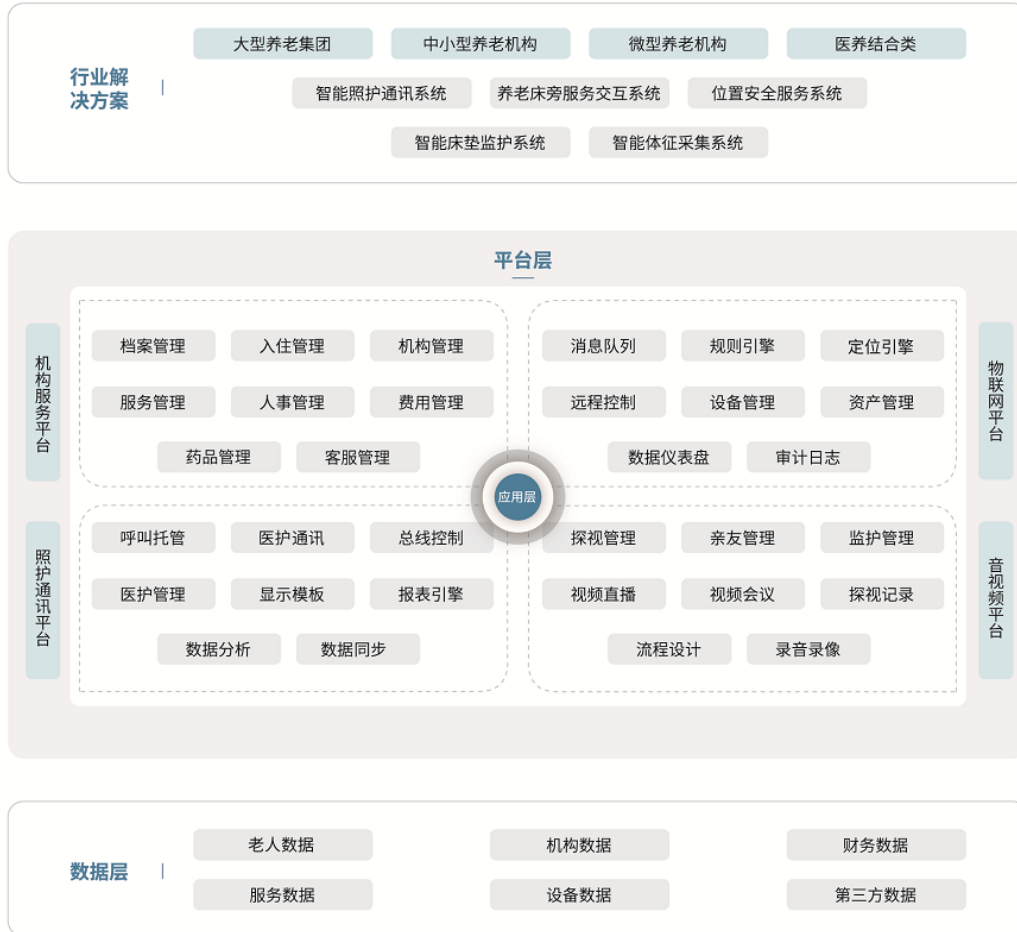 行业解
决方案
大型养老集团
中小型养老机构
微型养老机构
医养结合类
智能照护通讯系统
养老床旁服务交互系统
位置安全服务系统
智能床垫监护系统
智能体征采集系统
平台层
机构服务平台
档案管理
入住管理
机构管理
服务管理
人事管理
费用管理
药品管理
客服管理
消息队列
规则引擎
定位引擎
远程控制
设备管理
资产管理
数据仪表盘
审计日志
物联网平台
应用层
照护通讯平台
呼叫托管
医护通讯
总线控制
医护管理
显示模板
报表引擎
数据分析
数据同步
探视管理
亲友管理
监护管理
视频直播
视频会议
探视记录
流程设计
录音录像
音视频平台
数据层
老人数据
机构数据
财务数据
服务数据
设备数据
第三方数据